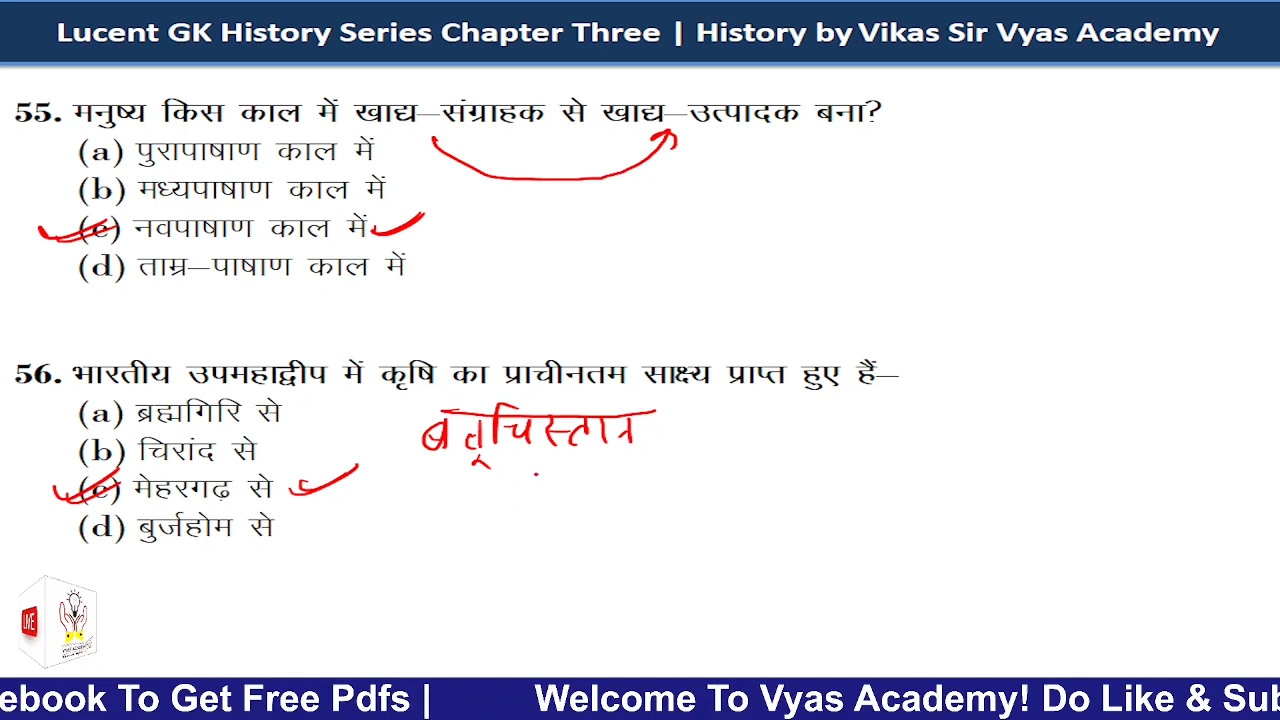 Lucent GK History Series Chapter Three | History by Vikas Sir Vyas Academy
55. मनुष्य किस काल में खाद्य–संग्राहक से खाद्य–उत्पादक बना?
(a) पुरापाषाण काल में
(b) मध्यपाषाण काल में
(c) नवपाषाण काल में
(d) ताम्र–पाषाण काल में
56. भारतीय उपमहाद्वीप में कृषि का प्राचीनतम साक्ष्य प्राप्त हुए हैं–
(a) ब्रह्मगिरि से
बलूचिस्तान
(b) चिरांद से
(c) मेहरगढ़ से
(d) बुर्जहोम से
LIVE
ebook To Get Free Pdfs | Welcome To Vyas Academy! Do Like & Sub